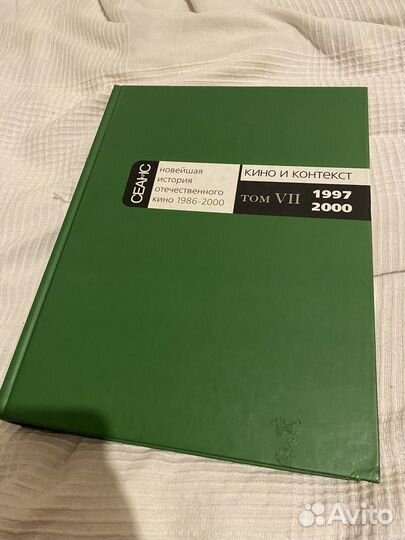 СЕАНС
новейшая
история
отечественного
кино 1986-2000
кино и контекст
том VII
1997
2000
Avito